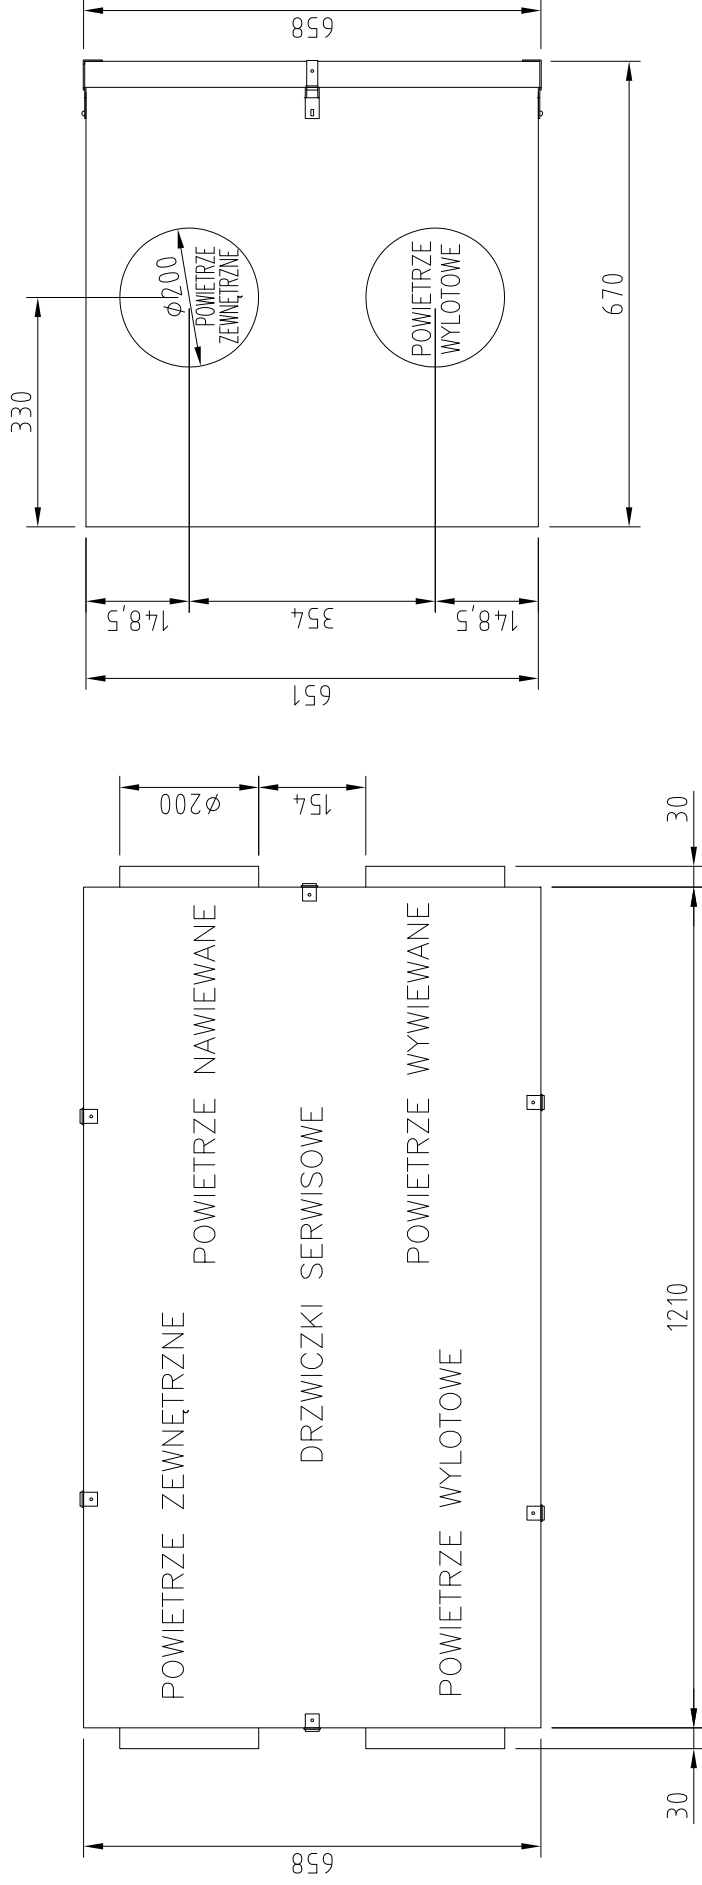 658
330
ϕ200
POWIETRZE
ZEWNĘTRZNE
POWIETRZE
WYLOTOWE
670
148,5
354
148,5
651
ϕ200
154
30
POWIETRZE NAWIEWANE
POWIETRZE WYWIEWANE
DRZWICZKI SERWISOWE
POWIETRZE ZEWNĘTRZNE
POWIETRZE WYLOTOWE
1210
30
658